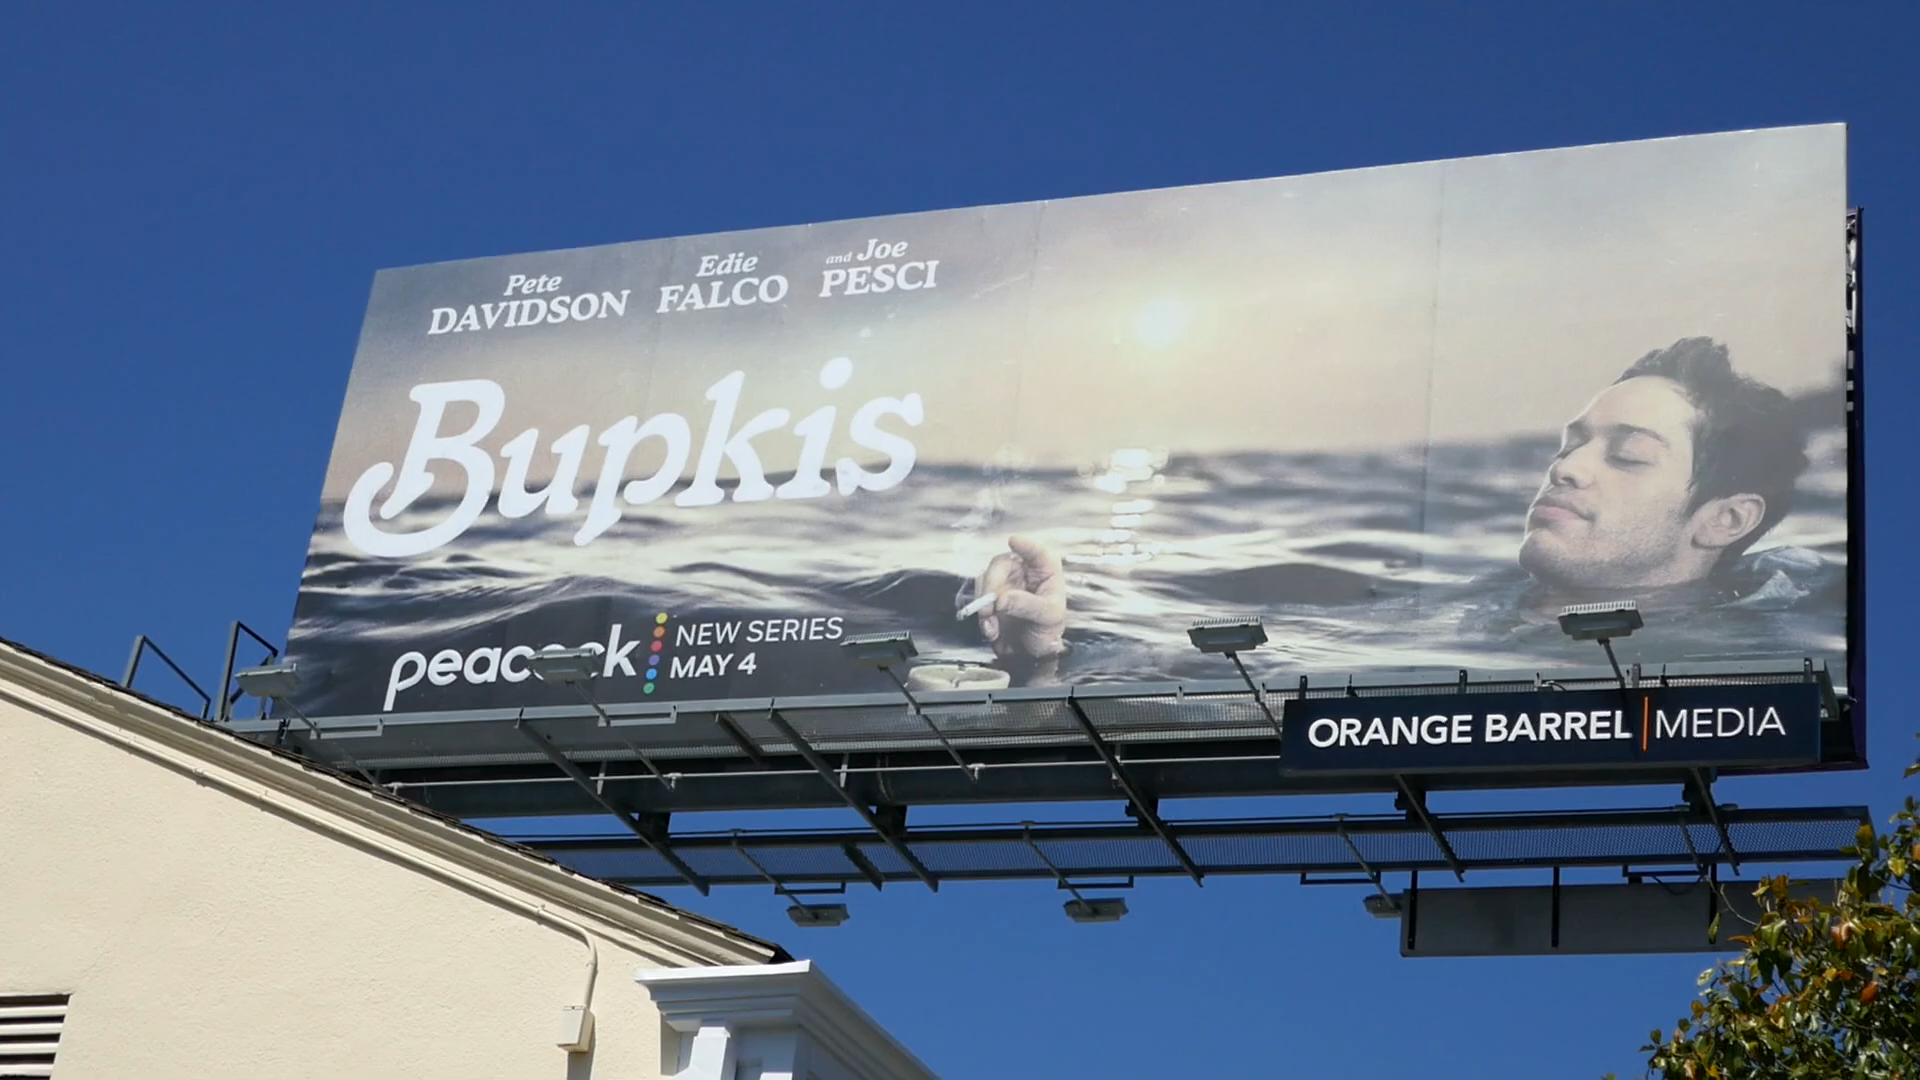 Pete
DAVIDSON
Edie
FALCO
and Joe
PESCI
Bupkis
peacock
NEW SERIES
MAY 4
ORANGE BARREL | MEDIA